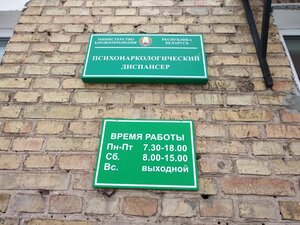 МИНИСТЕРСТВО ЗДРАВООХРАНЕНИЯ
РЕСПУБЛИКА БЕЛАРУСЬ
ПСИХОНАРКОЛОГИЧЕСКИЙ
ДИСПАНСЕР
ВРЕМЯ РАБОТЫ
Пн-Пт 7.30-18.00
Сб. 8.00-15.00
Вс. выходной